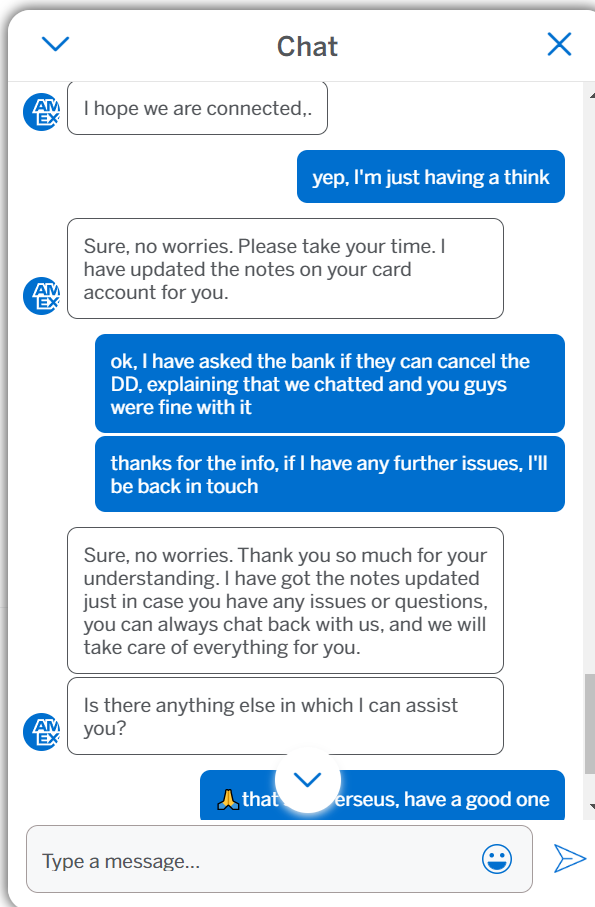 Chat
AM
EX
I hope we are connected,.
yep, I'm just having a think
Sure, no worries. Please take your time. I
have updated the notes on your card
account for you.
AM
EX
ok, I have asked the bank if they can cancel the
DD, explaining that we chatted and you guys
were fine with it
thanks for the info, if I have any further issues, I'll
be back in touch
Sure, no worries. Thank you so much for your
understanding. I have got the notes updated
just in case you have any issues or questions,
you can always chat back with us, and we will
take care of everything for you.
Is there anything else in which I can assist
you?
AM
EX
🙏 that erseus, have a good one
Type a message...